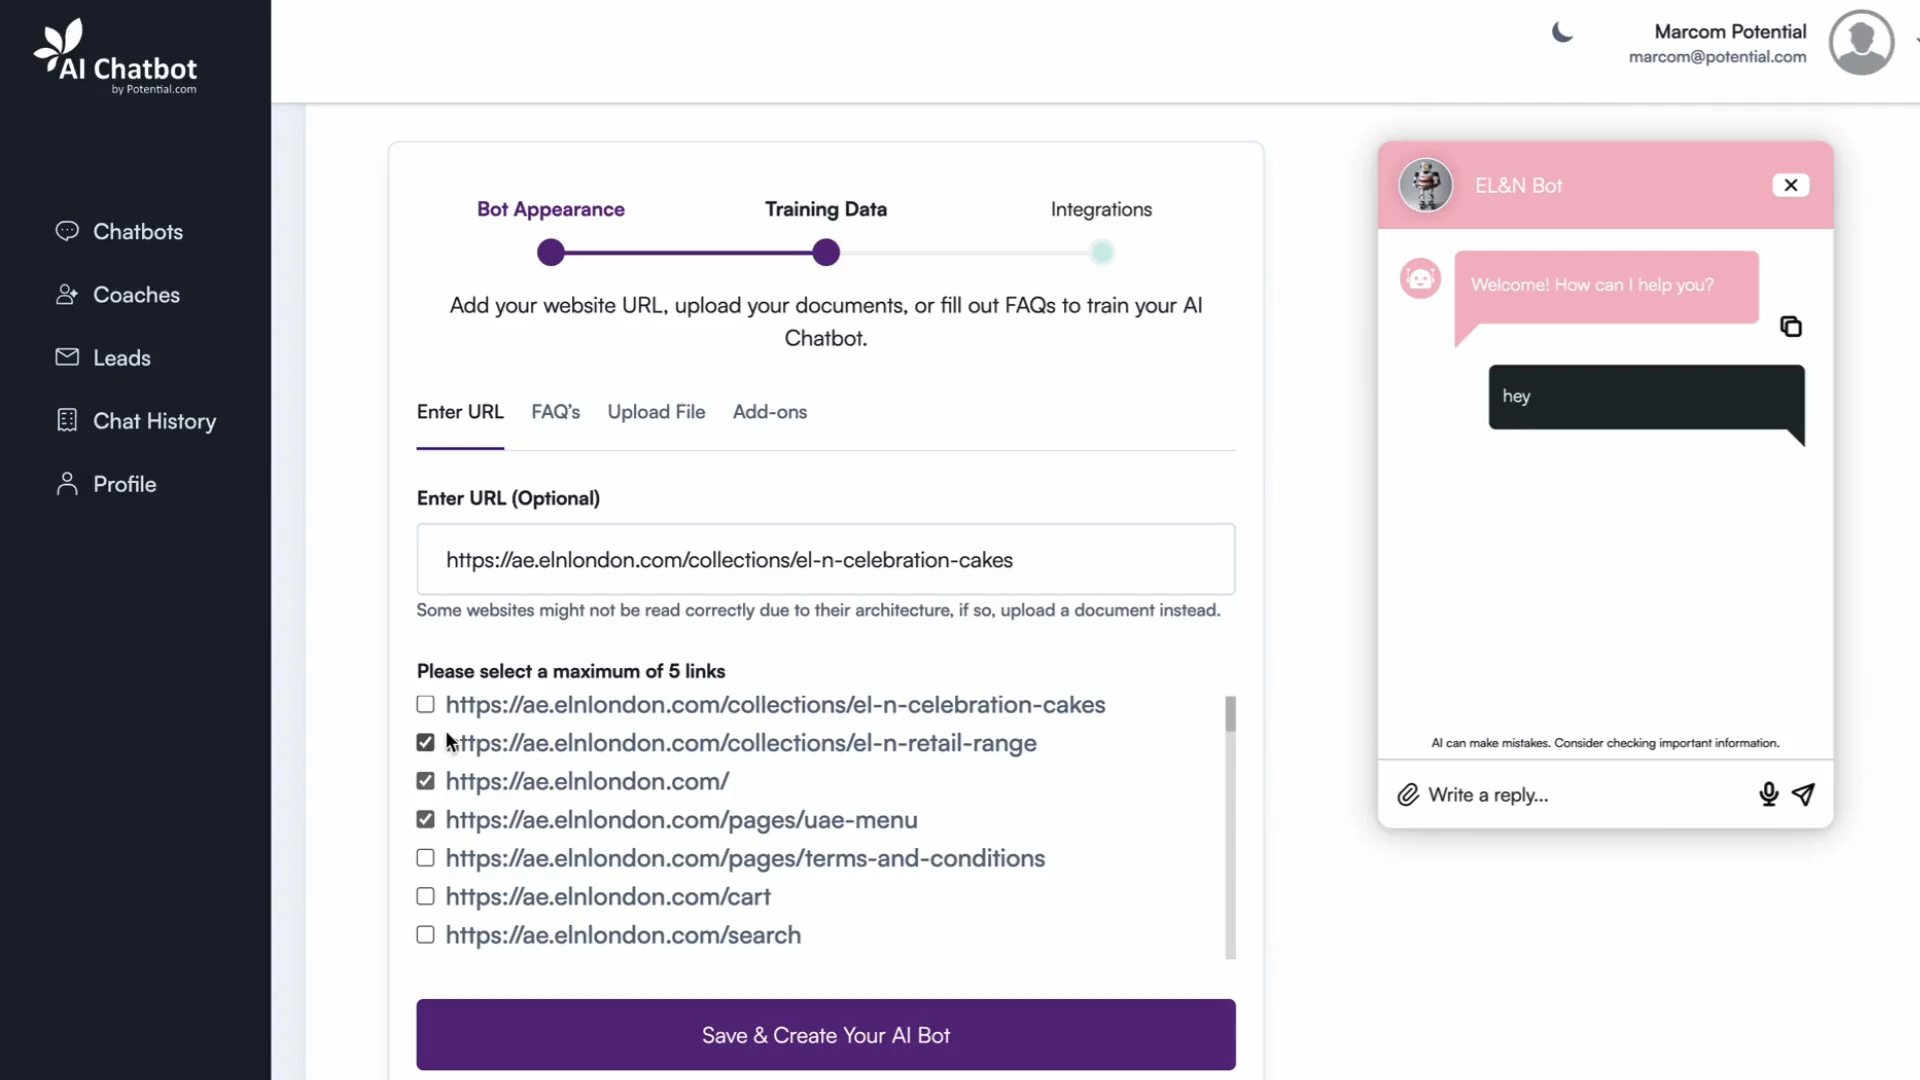 AI Chatbot
by Potential.com
Chatbots
Coaches
Leads
Chat History
Profile
Marcom Potential
marcom@potential.com
Bot Appearance
Training Data
Integrations
Add your website URL, upload your documents, or fill out FAQs to train your AI
Chatbot.
Enter URL
FAQ's
Upload File
Add-ons
Enter URL (Optional)
https://ae.elnlondon.com/collections/el-n-celebration-cakes
Some websites might not be read correctly due to their architecture, if so, upload a document instead.
Please select a maximum of 5 links
https://ae.elnlondon.com/collections/el-n-celebration-cakes
https://ae.elnlondon.com/collections/el-n-retail-range
https://ae.elnlondon.com/
https://ae.elnlondon.com/pages/uae-menu
https://ae.elnlondon.com/pages/terms-and-conditions
https://ae.elnlondon.com/cart
https://ae.elnlondon.com/search
Save & Create Your AI Bot
EL&N Bot
Welcome! How can I help you?
hey
AI can make mistakes. Consider checking important information.
Write a reply...